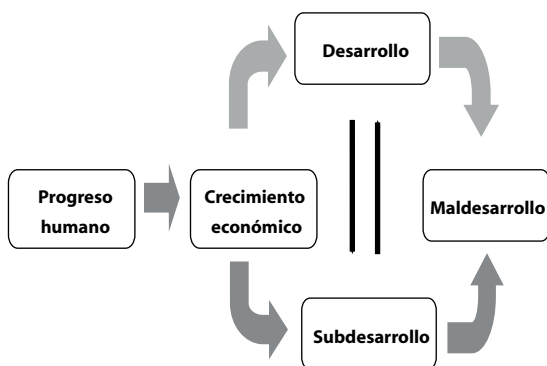 Desarrollo
Progreso
humano
Crecimiento
económico
Maldesarrollo
Subdesarrollo